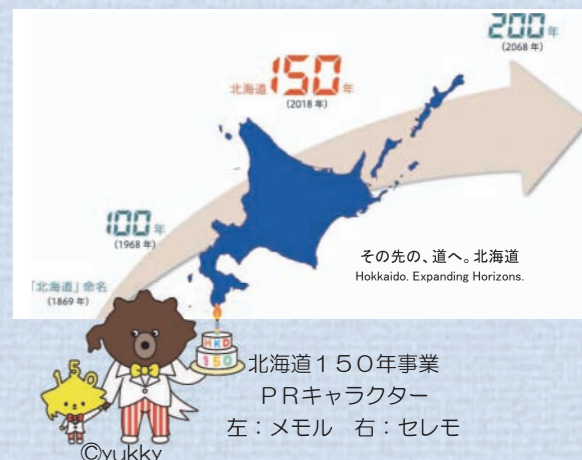 200年
(2068年)
北海道150年
(2018年)
100年
(1968年)
その先の、道へ。北海道
Hokkaido. Expanding Horizons.
「北海道」命名
(1869年)
HKD
150
150
北海道150年事業
PRキャラクター
左：メモル 右：セレモ
©yukky